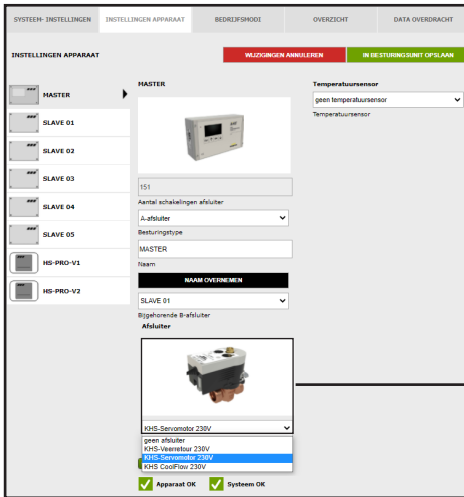 SYSTEEM- INSTELLINGEN
INSTELLINGEN APPARAAT
BEDRIJFSMODI
OVERZICHT
DATA OVERDRACHT
INSTELLINGEN APPARAAT
WIJZIGINGEN ANNULEREN
IN BESTURINGSUNIT OPSLAAN
MASTER
SLAVE 01
SLAVE 02
SLAVE 03
SLAVE 04
SLAVE 05
HS-PRO-V1
HS-PRO-V2
MASTER
151
Aantal schakelingen afsluiter
A-afsluiter
Besturingstype
MASTER
Naam
NAAM OVERNEMEN
SLAVE 01
Bijgehorende B-afsluiter
Afsluiter
KHS-Servomotor 230V
geen afsluiter
KHS-Veerretour 230V
KHS-Servomotor 230V
KHS CoolFlow 230V
Apparaat OK
Systeem OK
Temperatuursensor
geen temperatuursensor
Temperatuursensor